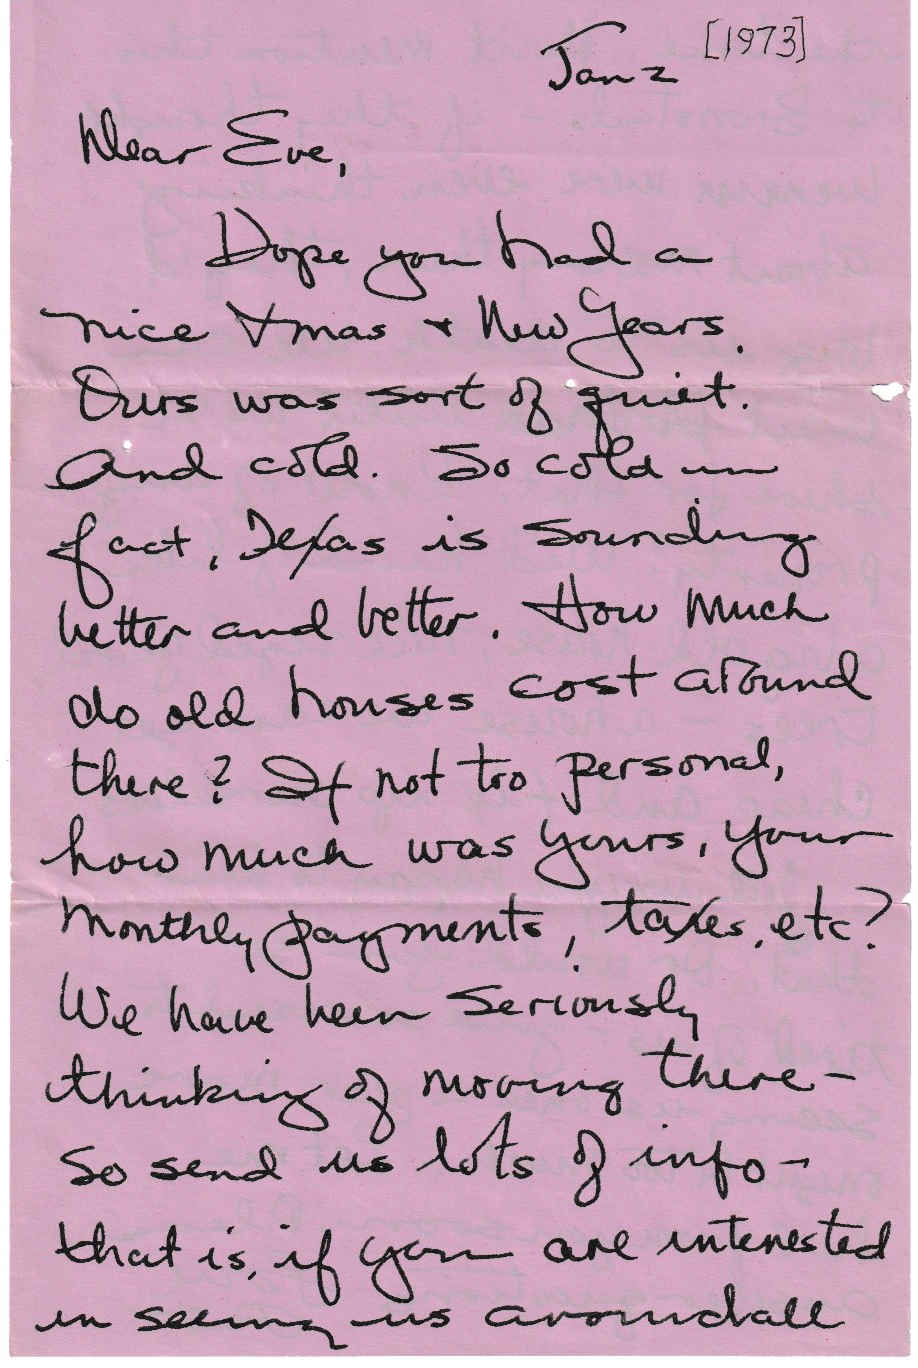 Jan 2 [1973]
Dear Eve,
Hope you had a
nice Xmas + New Years.
Ours was sort of quiet.
And cold. So cold in
fact, Texas is sounding
better and better. How much
do old houses cost around
there? If not too personal,
how much was yours, your
monthly payments, taxes, etc?
We have been seriously
thinking of moving there -
So send us lots of info -
that is, if you are interested
in seeing us around all